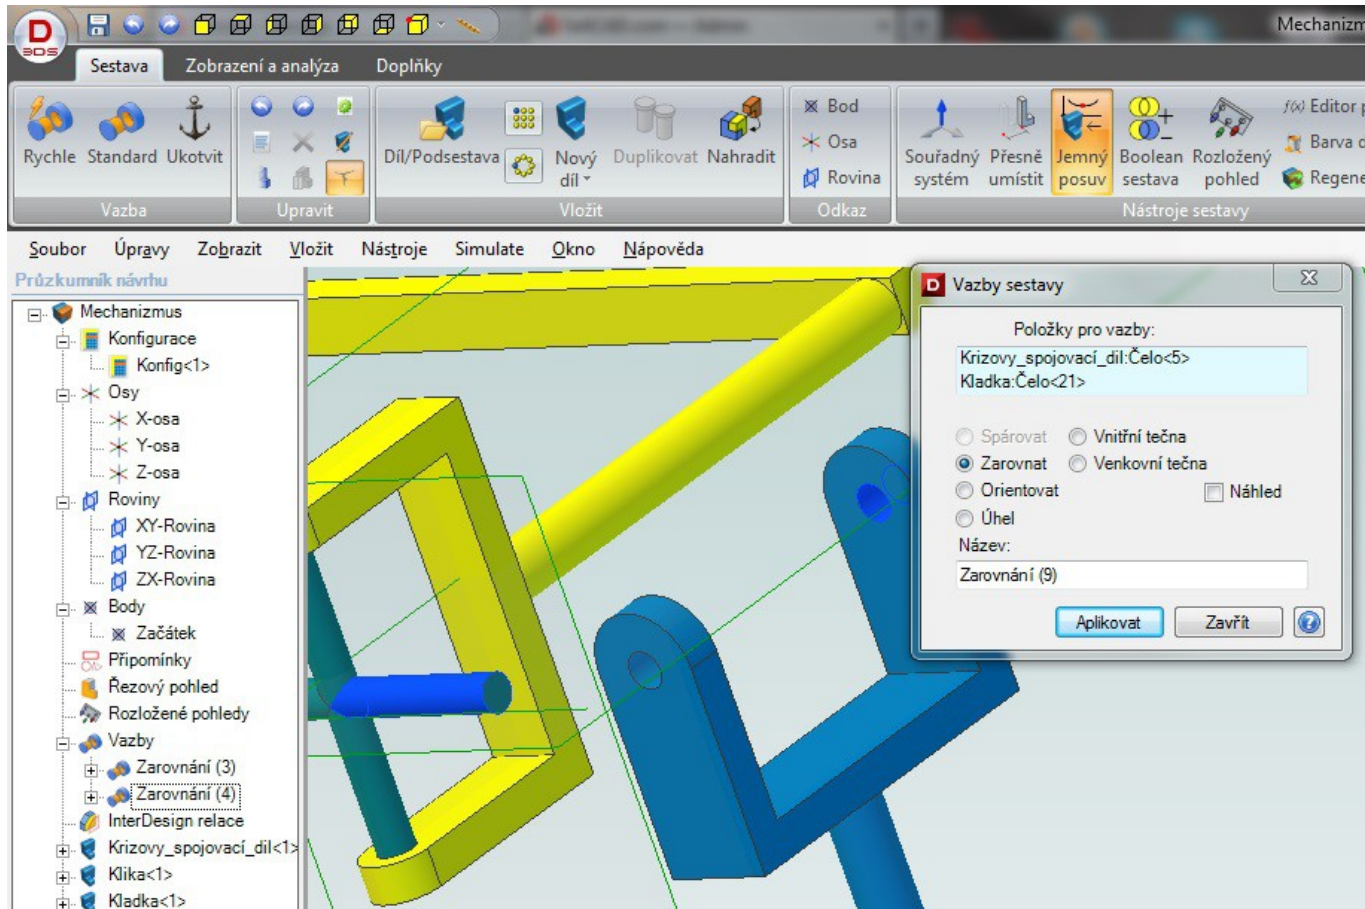 D
3DS
Mechanizm
Sestava Zobrazení a analýza Doplňky
Rychle Standard Ukotvit
Vazba
Upravit
Díl/Podsestava
Nový díl
Duplikovat Nahradit
Vložit
Bod
Osa
Rovina
Odkaz
Souřadný systém
Přesně umístit
Jemný posuv
Boolean sestava
Rozložený pohled
f(x) Editor p
Barva d
Regene
Nástroje sestavy
Soubor Úpravy Zobrazit Vložit Nástroje Simulate Okno Nápověda
Průzkumník návrhu
Mechanizmus
Konfigurace
Konfig<1>
Osy
X-osa
Y-osa
Z-osa
Roviny
XY-Rovina
YZ-Rovina
ZX-Rovina
Body
Začátek
Připomínky
Řezový pohled
Rozložené pohledy
Vazby
Zarovnání (3)
Zarovnání (4)
InterDesign relace
Krizovy_spojovací_dil<1>
Klika<1>
Kladka<1>
D Vazby sestavy
Položky pro vazby:
Krizovy_spojovací_dil:Čelo<5>
Kladka:Čelo<21>
Spárovat Vnitřní tečna
Zarovnat Venkovní tečna
Orientovat Náhled
Úhel
Název:
Zarovnání (9)
Aplikovat Zavřít ?